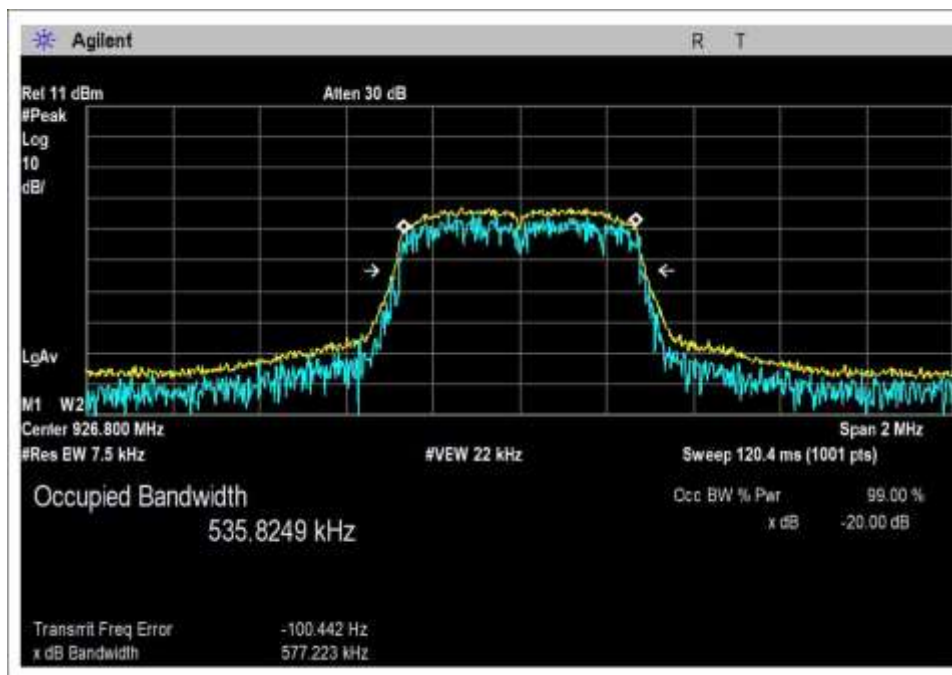 Agilent R T
Ref 11 dBm Atten 30 dB
#Peak
Log
10
dB/
LgAv
M1 W2
Center 926.800 MHz Span 2 MHz
#Res BW 7.5 kHz #VBW 22 kHz Sweep 120.4 ms (1001 pts)
Occupied Bandwidth Occ BW % Pwr 99.00 %
535.8249 kHz x dB -20.00 dB
Transmit Freq Error -100.442 Hz
x dB Bandwidth 577.223 kHz